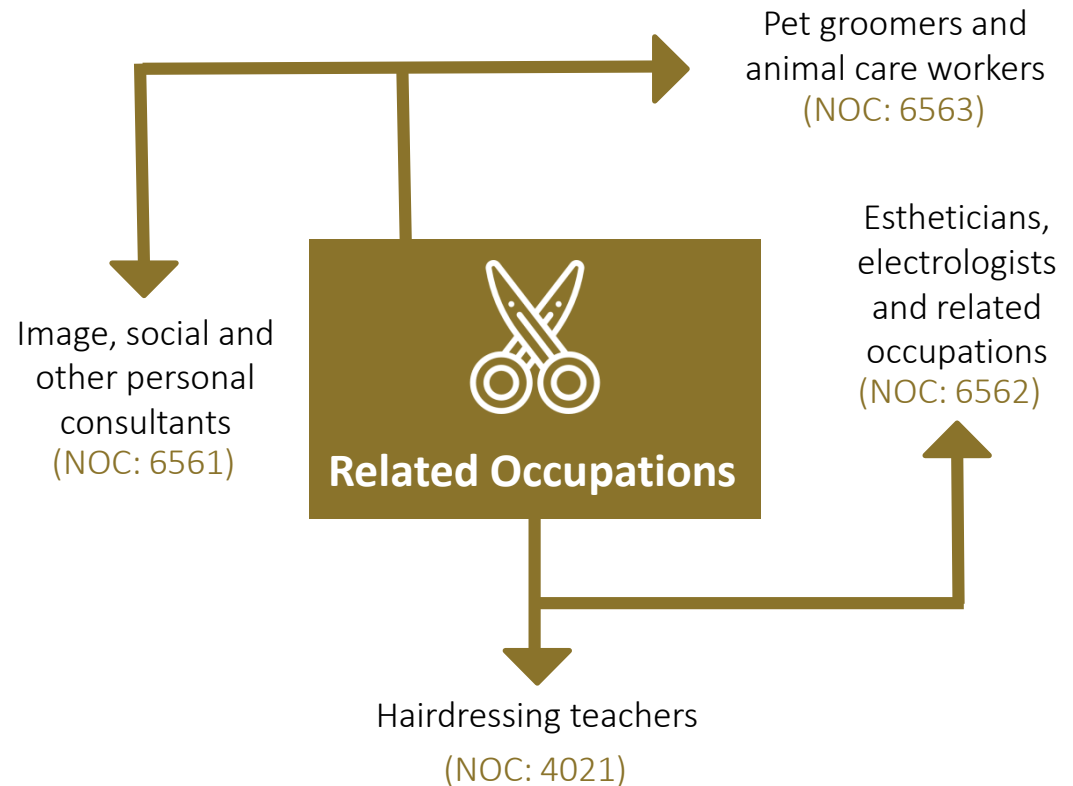 Pet groomers and
animal care workers
(NOC: 6563)
Estheticians,
electrologists
and related
occupations
(NOC: 6562)
Image, social and
other personal
consultants
(NOC: 6561)
Related Occupations
Hairdressing teachers
(NOC: 4021)